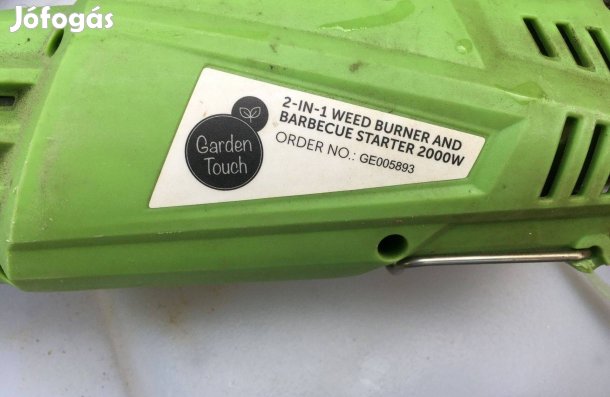 Jófogás
Garden
Touch
2-IN-1 WEED BURNER AND
BARBECUE STARTER 2000W
ORDER NO.: GE005893